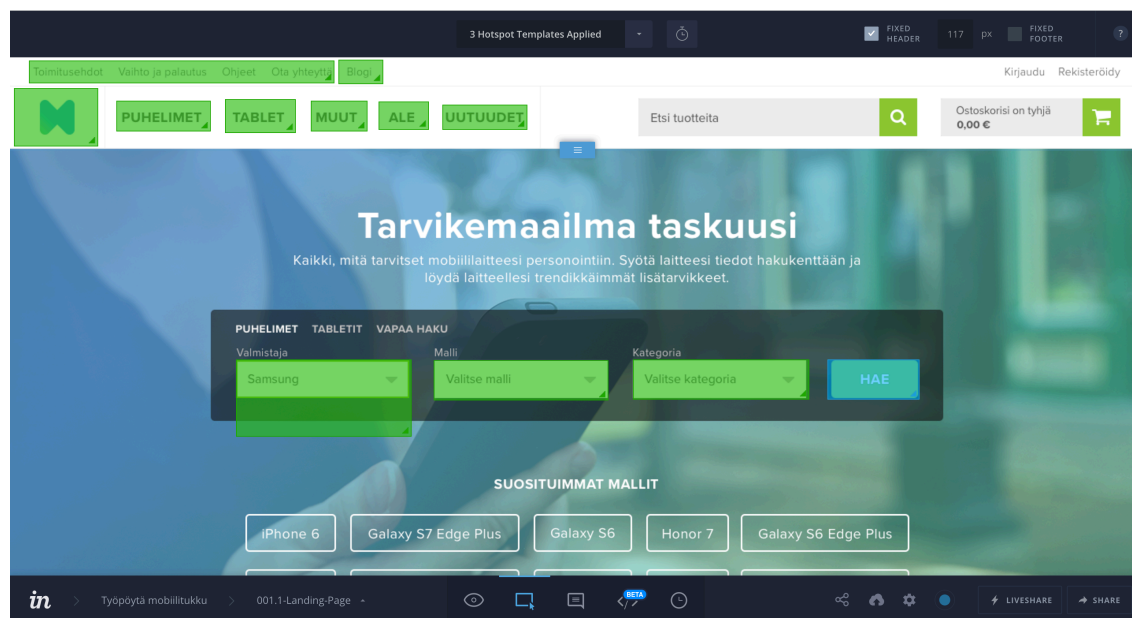 3 Hotspot Templates Applied
FIXED HEADER 117 px FIXED FOOTER ?
Toimitusehdot Vaihto ja palautus Ohjeet Ota yhteyttä Blogi Kirjaudu Rekisteröidy
PUHELIMET TABLET MUUT ALE UUTUUDET Etsi tuotteita Ostoskorisi on tyhjä
0,00 €
Tarvikemaailma taskuusi
Kaikki, mitä tarvitset mobiililaitteesi personointiin. Syötä laitteesi tiedot hakukenttään ja
löydä laitteellesi trendikkäimmät lisätarvikkeet.
PUHELIMET TABLETIT VAPAA HAKU
Valmistaja Malli Kategoria
Samsung Valitse malli Valitse kategoria HAE
SUOSITUIMMAT MALLIT
iPhone 6 Galaxy S7 Edge Plus Galaxy S6 Honor 7 Galaxy S6 Edge Plus
in Työpöytä mobiilitukku 001.1-Landing-Page BETA LIVESHARE SHARE